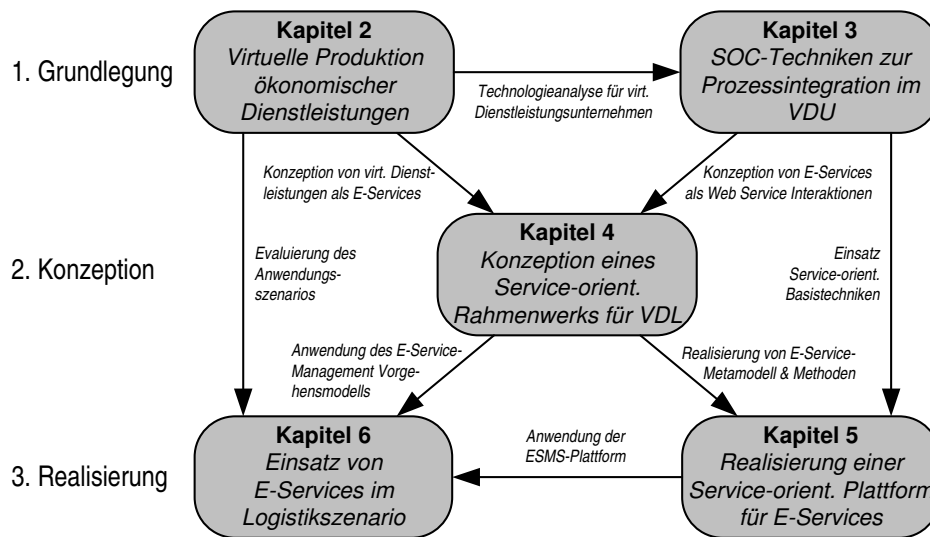 1. Grundlegung
Kapitel 2
Virtuelle Produktion
ökonomischer
Dienstleistungen
Technologieanalyse für virt.
Dienstleistungsunternehmen
Kapitel 3
SOC-Techniken zur
Prozessintegration im
VDU
Konzeption von virt. Dienst-
leistungen als E-Services
Konzeption von E-Services
als Web Service Interaktionen
2. Konzeption
Evaluierung des
Anwendungs-
szenarios
Kapitel 4
Konzeption eines
Service-orient.
Rahmenwerks für VDL
Einsatz
Service-orient.
Basistechniken
Anwendung des E-Service-
Management Vorge-
hensmodells
Realisierung von E-Service-
Metamodell & Methoden
3. Realisierung
Kapitel 6
Einsatz von
E-Services im
Logistikszenario
Anwendung der
ESMS-Plattform
Kapitel 5
Realisierung einer
Service-orient. Plattform
für E-Services